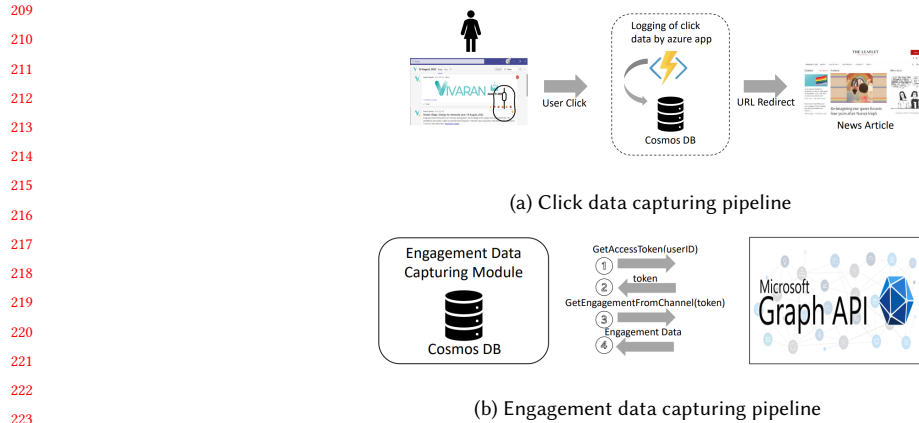 209
210
211
212
213
214
215
216
217
218
219
220
221
222
223
Logging of click
data by azure app
VIVARAN
User Click
Cosmos DB
URL Redirect
THE LEAFLET
News Article
(a) Click data capturing pipeline
Engagement Data
Capturing Module
Cosmos DB
GetAccessToken(userID)
1
token
2
GetEngagementFromChannel(token)
3
Engagement Data
4
Microsoft
Graph API
(b) Engagement data capturing pipeline